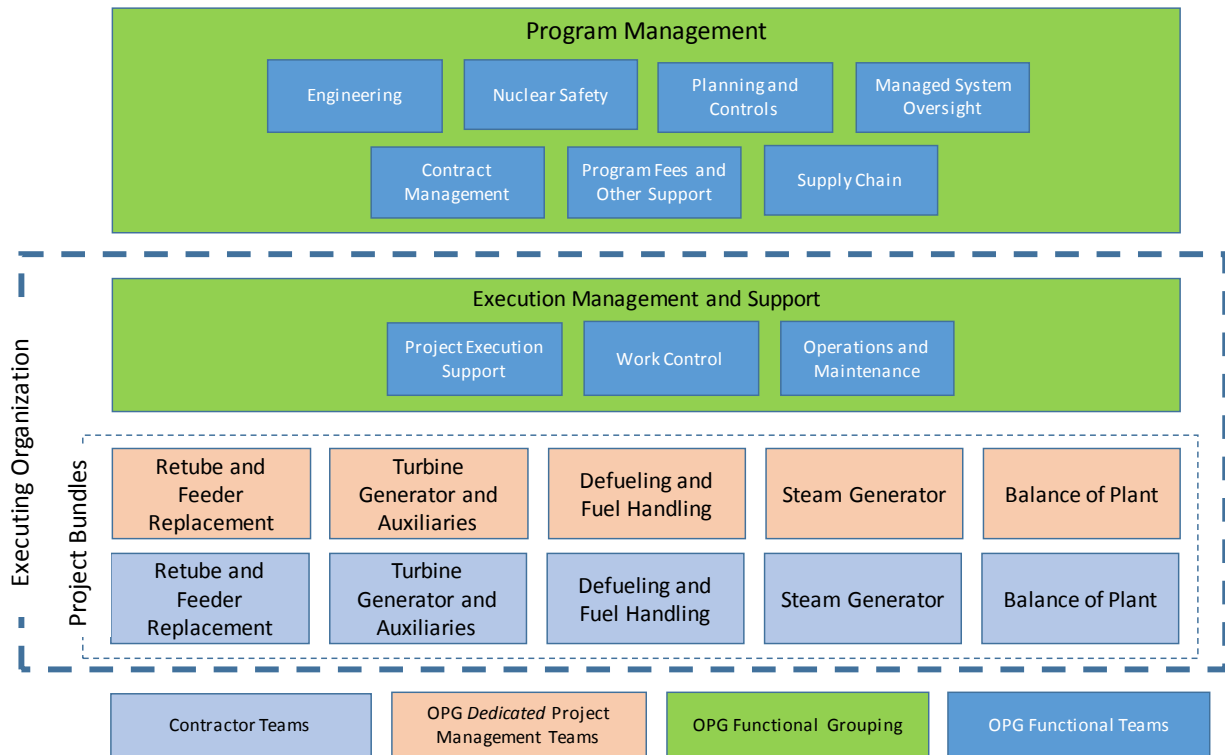 Program Management
Engineering
Nuclear Safety
Planning and
Controls
Managed System
Oversight
Contract
Management
Program Fees and
Other Support
Supply Chain
Executing Organization
Execution Management and Support
Project Execution
Support
Work Control
Operations and
Maintenance
Project Bundles
Retube and
Feeder
Replacement
Turbine
Generator and
Auxiliaries
Defueling and
Fuel Handling
Steam Generator
Balance of Plant
Retube and
Feeder
Replacement
Turbine
Generator and
Auxiliaries
Defueling and
Fuel Handling
Steam Generator
Balance of Plant
Contractor Teams
OPG Dedicated Project
Management Teams
OPG Functional Grouping
OPG Functional Teams